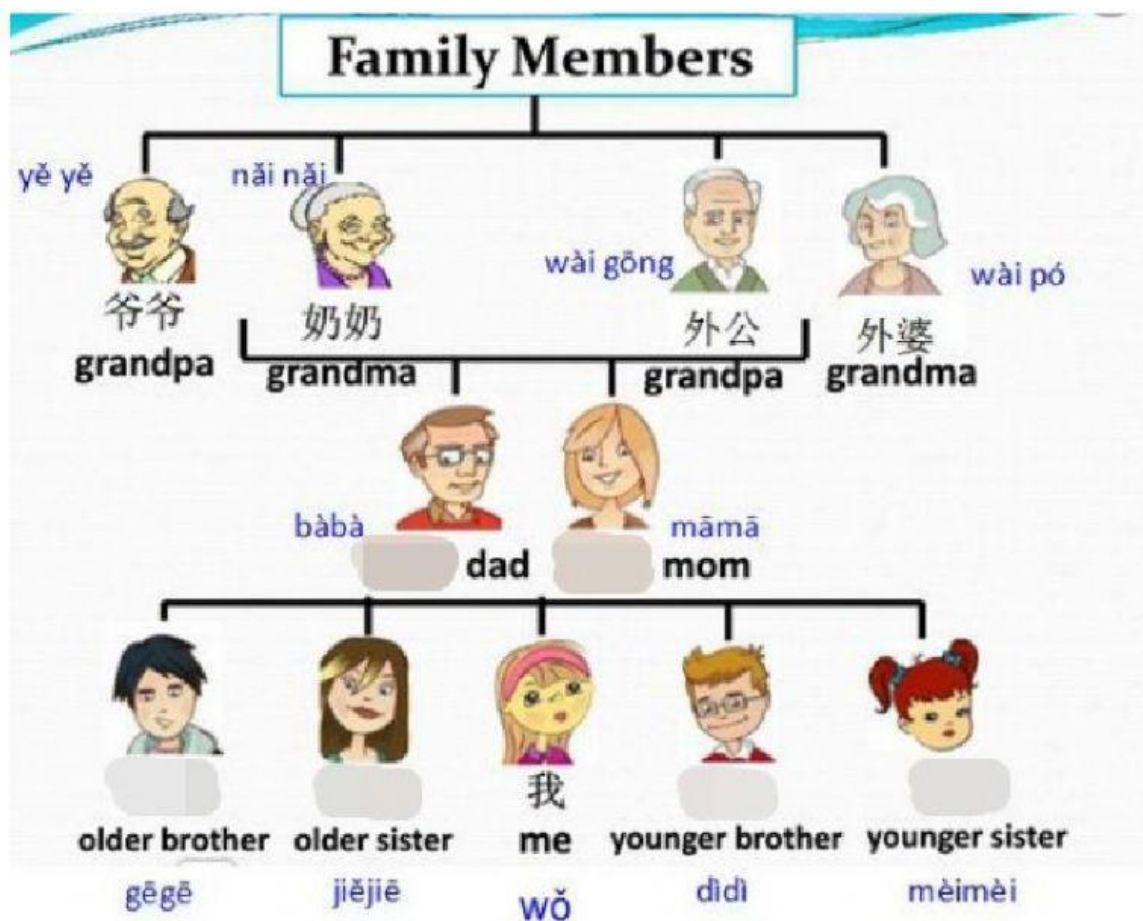 Family Members
yě yě
nǎi nǎi
wài gōng
wài pó
爷爷
奶奶
外公
外婆
grandpa
grandma
grandpa
grandma
bàbà
māmā
dad
mom
我
older brother
older sister
me
younger brother
younger sister
gēgē
jiějiē
wǒ
dìdì
mèimèi